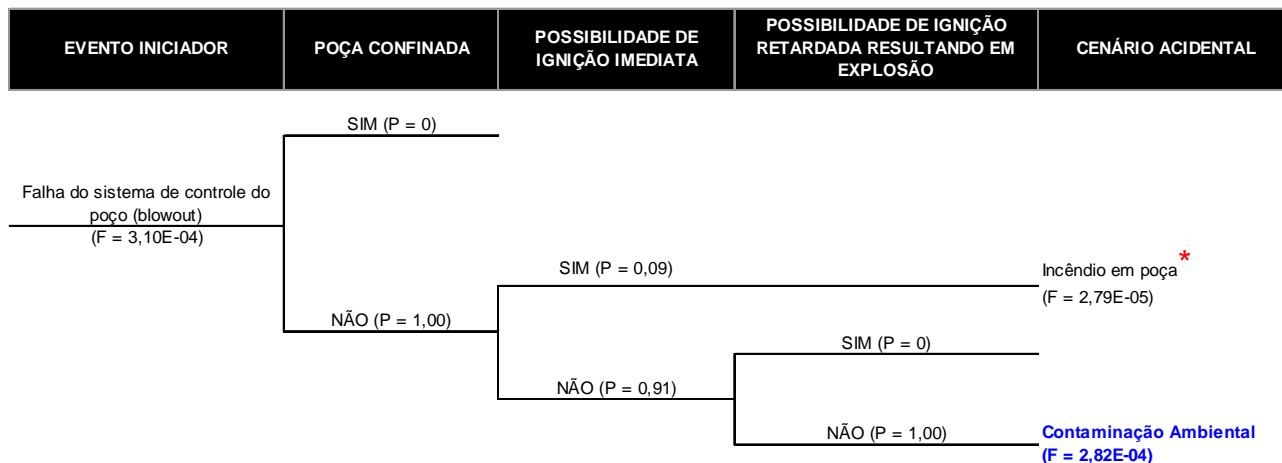 EVENTO INICIADOR
POÇA CONFINADA
POSSIBILIDADE DE
IGNIÇÃO IMEDIATA
POSSIBILIDADE DE IGNIÇÃO
RETARDADA RESULTANDO EM
EXPLOSÃO
CENÁRIO ACIDENTAL
SIM (P = 0)
Falha do sistema de controle do
poço (blowout)
(F = 3,10E-04)
SIM (P = 0,09)
Incêndio em poça*
(F = 2,79E-05)
NÃO (P = 1,00)
SIM (P = 0)
NÃO (P = 0,91)
NÃO (P = 1,00)
Contaminação Ambiental
(F = 2,82E-04)